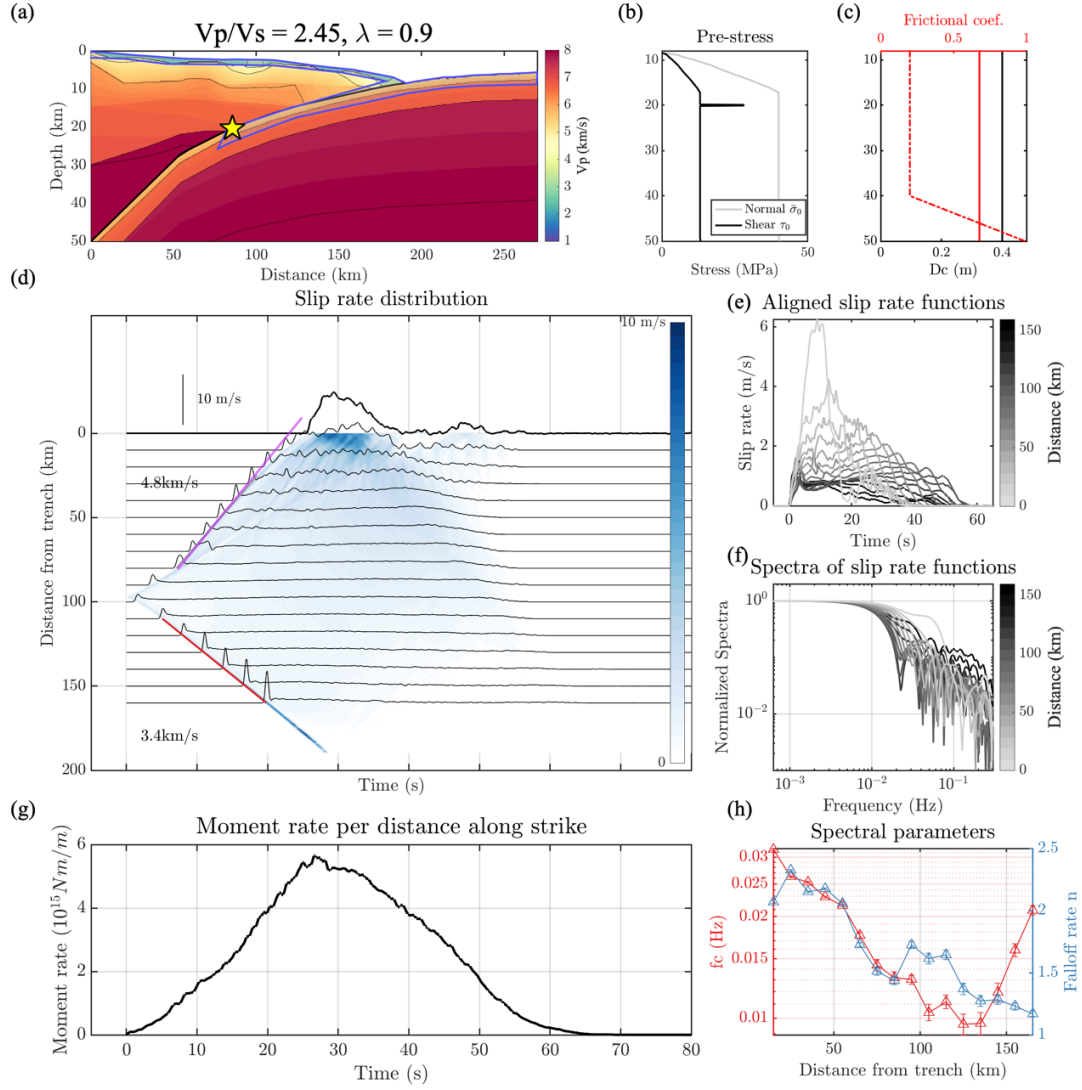 (a)
Vp/Vs = 2.45, λ = 0.9
0
10
20
30
40
50
Depth (km)
0
50
100
150
200
250
Distance (km)
8
7
6
5
4
3
2
1
Vp (km/s)
(b)
Pre-stress
10
20
30
40
50
0
50
Stress (MPa)
Normal σ̄₀
Shear τ₀
(c)
Frictional coef.
0
0.5
1
10
20
30
40
50
0
0.2
0.4
Dc (m)
(d)
Slip rate distribution
10 m/s
4.8km/s
3.4km/s
0
50
100
150
200
Distance from trench (km)
Time (s)
10 m/s
0
(e)
Aligned slip rate functions
6
4
2
0
Slip rate (m/s)
0
20
40
60
Time (s)
150
100
50
0
Distance (km)
(f)
Spectra of slip rate functions
10⁰
10⁻²
Normalized Spectra
10⁻³
10⁻²
10⁻¹
Frequency (Hz)
150
100
50
0
Distance (km)
(g)
Moment rate per distance along strike
6
4
2
0
Moment rate (10¹⁵Nm/m)
0
10
20
30
40
50
60
70
80
Time (s)
(h)
Spectral parameters
0.03
0.025
0.02
0.015
0.01
fc (Hz)
2.5
2
1.5
1
Falloff rate n
50
100
150
Distance from trench (km)